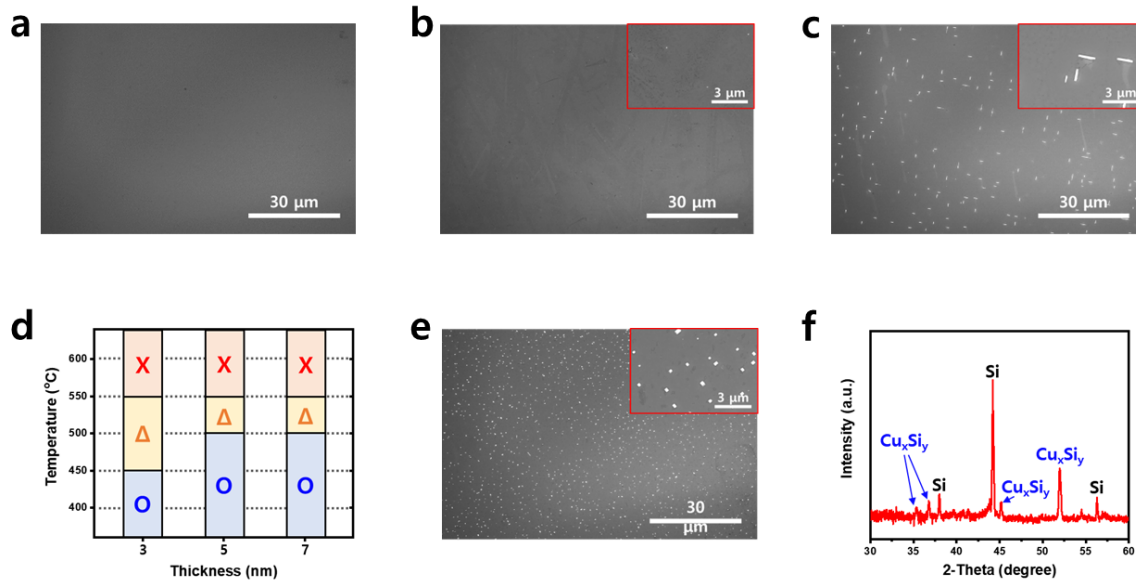 a
30 μm
b
3 μm
30 μm
c
3 μm
30 μm
d
Temperature (°C)
600
550
500
450
400
X
X
X
Δ
Δ
Δ
O
O
O
3
5
7
Thickness (nm)
e
3 μm
30
μm
f
Intensity (a.u.)
CuxSiy
Si
Si
CuxSiy
CuxSiy
Si
30
35
40
45
50
55
60
2-Theta (degree)